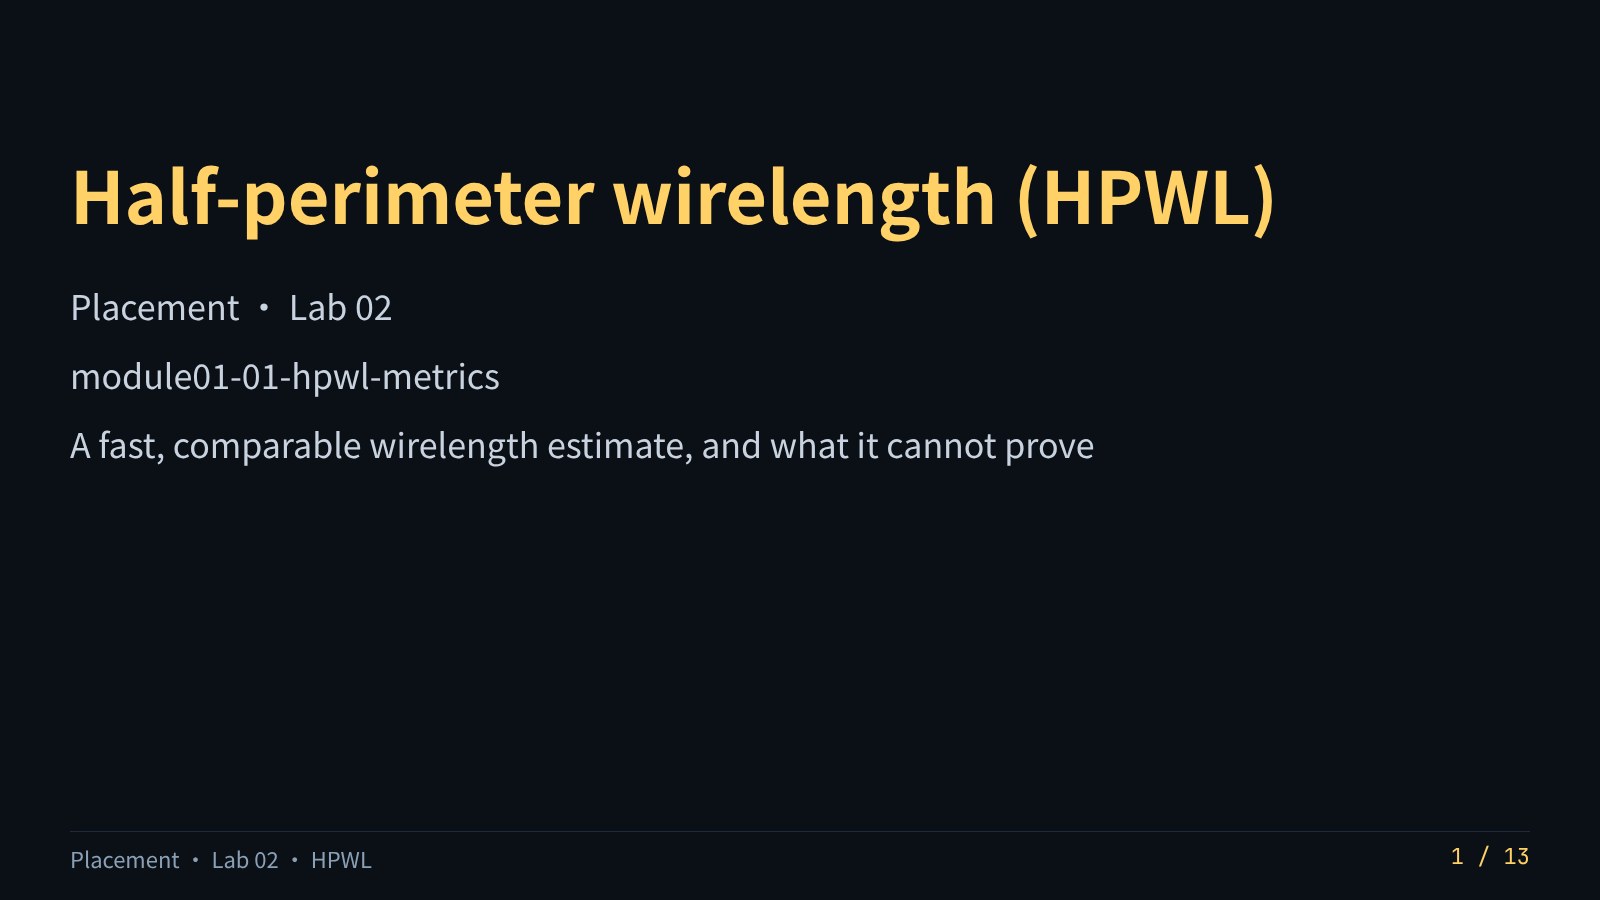 Half-perimeter wirelength (HPWL)
Placement • Lab 02
module01-01-hpwl-metrics
A fast, comparable wirelength estimate, and what it cannot prove
Placement • Lab 02 • HPWL
1 / 13